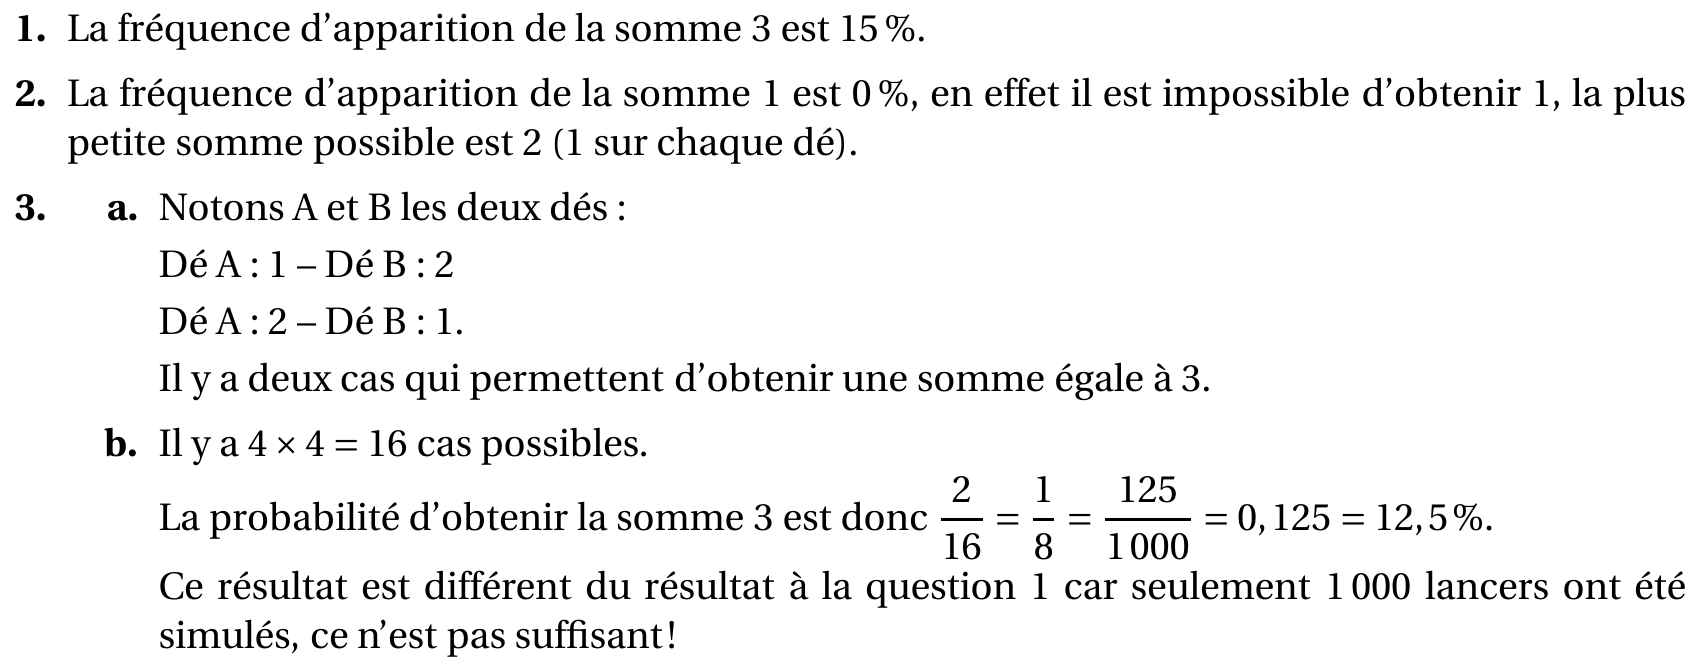 1. La fréquence d’apparition de la somme 3 est 15 %.
2. La fréquence d’apparition de la somme 1 est 0 %, en effet il est impossible d’obtenir 1, la plus
petite somme possible est 2 (1 sur chaque dé).
3. a. Notons A et B les deux dés :
Dé A : 1 – Dé B : 2
Dé A : 2 – Dé B : 1.
Il y a deux cas qui permettent d’obtenir une somme égale à 3.
b. Il y a 4 × 4 = 16 cas possibles.
La probabilité d’obtenir la somme 3 est donc 2/16 = 1/8 = 125/1 000 = 0, 125 = 12, 5 %.
Ce résultat est différent du résultat à la question 1 car seulement 1 000 lancers ont été
simulés, ce n’est pas suffisant !